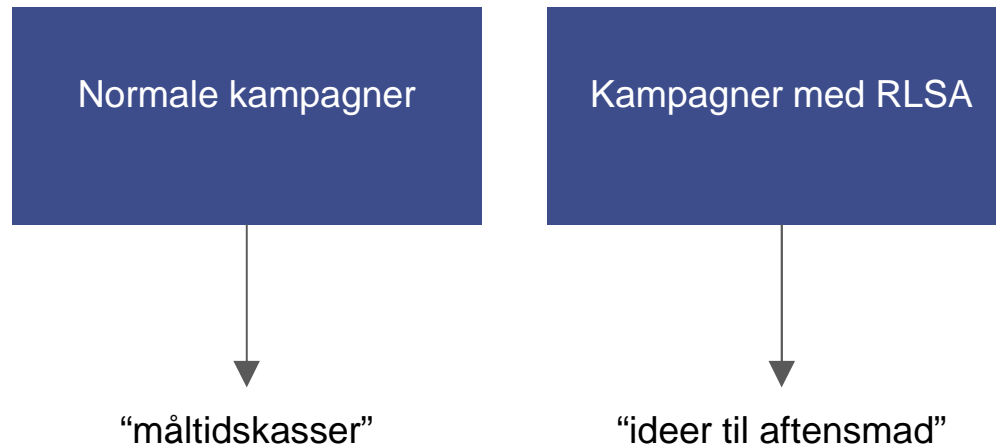 Normale kampagner
Kampagner med RLSA
“måltidskasser”
“ideer til aftensmad”